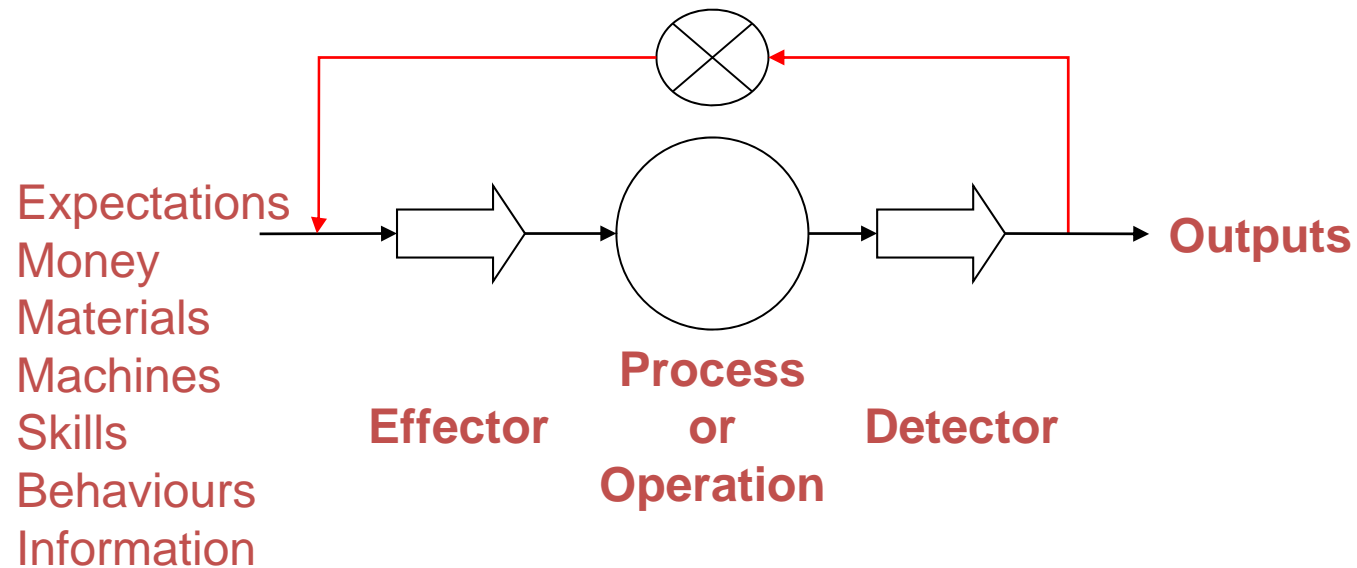 Expectations
Money
Materials
Machines
Skills
Behaviours
Information
Effector
Process
or
Operation
Detector
Outputs